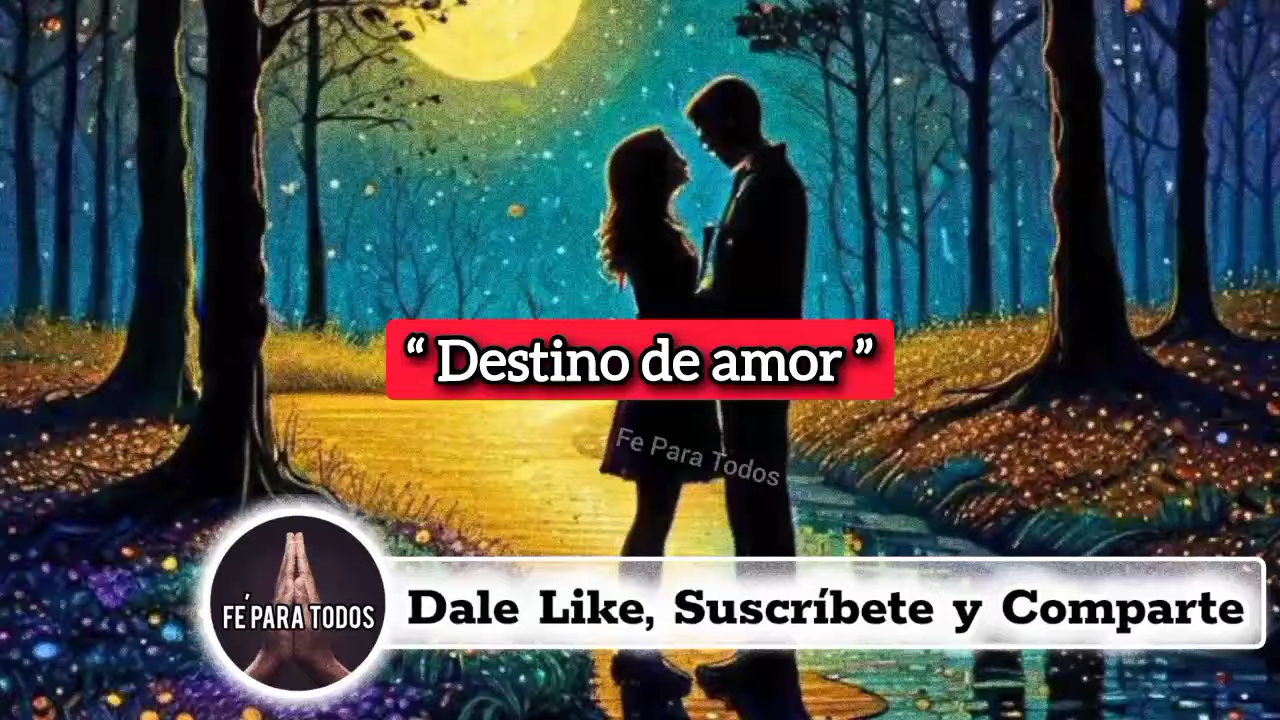 “ Destino de amor ”
Fe Para Todos
FÉ PARA TODOS
Dale Like, Suscríbete y Comparte